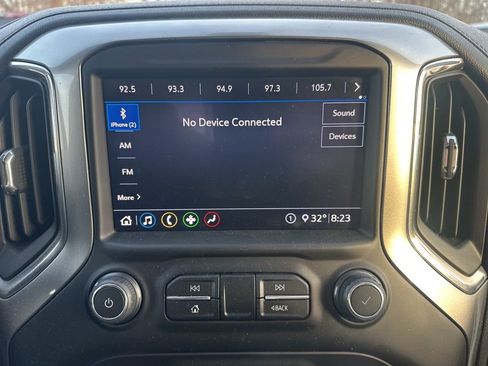 92.5 93.3 94.9 97.3 105.7
iPhone (2)
No Device Connected
Sound
Devices
AM
FM
More
1 32° 8:23
BACK